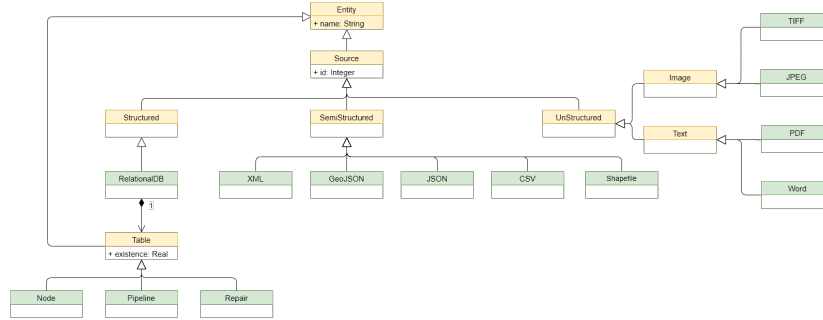 Entity
+ name: String
Source
+ id: Integer
TIFF
Image
JPEG
Structured
SemiStructured
UnStructured
Text
PDF
RelationalDB
XML
GeoJSON
JSON
CSV
Shapefile
Word
1
Table
+ existence: Real
Node
Pipeline
Repair